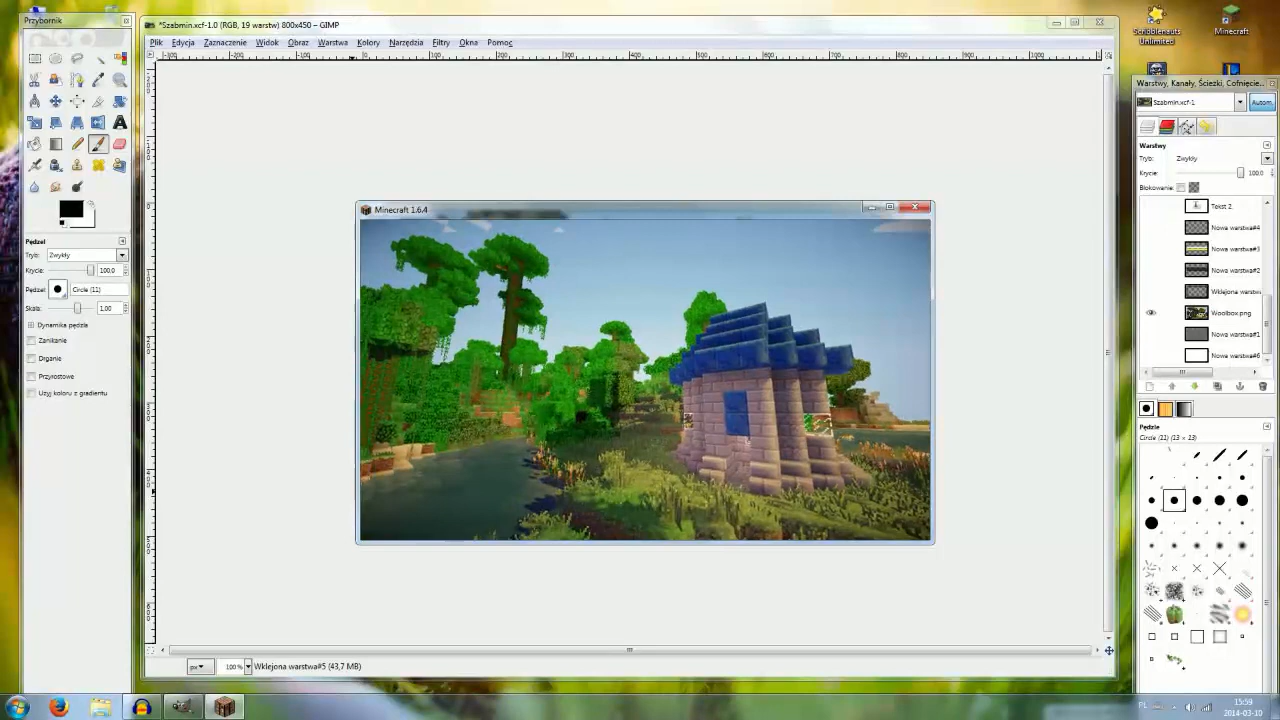 Przybornik
*Szabmin.xcf-1.0 (RGB, 19 warstw) 800x450 – GIMP
Plik Edycja Zaznaczenie Widok Obraz Warstwa Kolory Narzędzia Filtry Okna Pomoc
Scribblenauts
Unlimited
Minecraft
Warstwy, Kanały, Ścieżki, Cofnięcie...
Szabmin.xcf-1
Autom.
Warstwy
Tryb: Zwykły
Krycie: 100,0
Blokowanie:
Tekst 2.
Nowa warstwa#4
Nowa warstwa#3
Nowa warstwa#2
Wklejona warstw
Woolbox.png
Nowa warstwa#1
Nowa warstwa#6
Pędzle
Circle (11) (13 × 13)
Pędzel
Tryb: Zwykły
Krycie: 100,0
Pędzel: Circle (11)
Skala: 1,00
Dynamika pędzla
Zanikanie
Drganie
Przyrostowe
Użyj koloru z gradientu
Minecraft 1.6.4
px
100%
Wklejona warstwa#5 (43,7 MB)
PL
15:59
2014-03-10